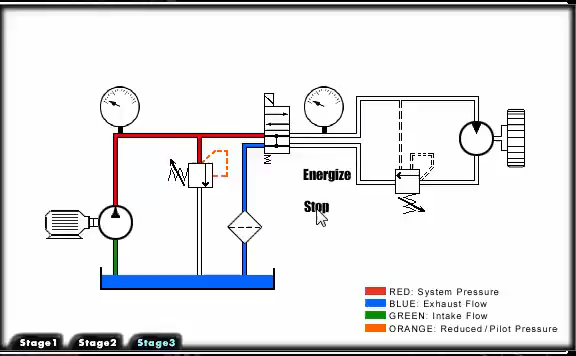 Energize
Stop
RED: System Pressure
BLUE: Exhaust Flow
GREEN: Intake Flow
ORANGE: Reduced/Pilot Pressure
Stage1 Stage2 Stage3